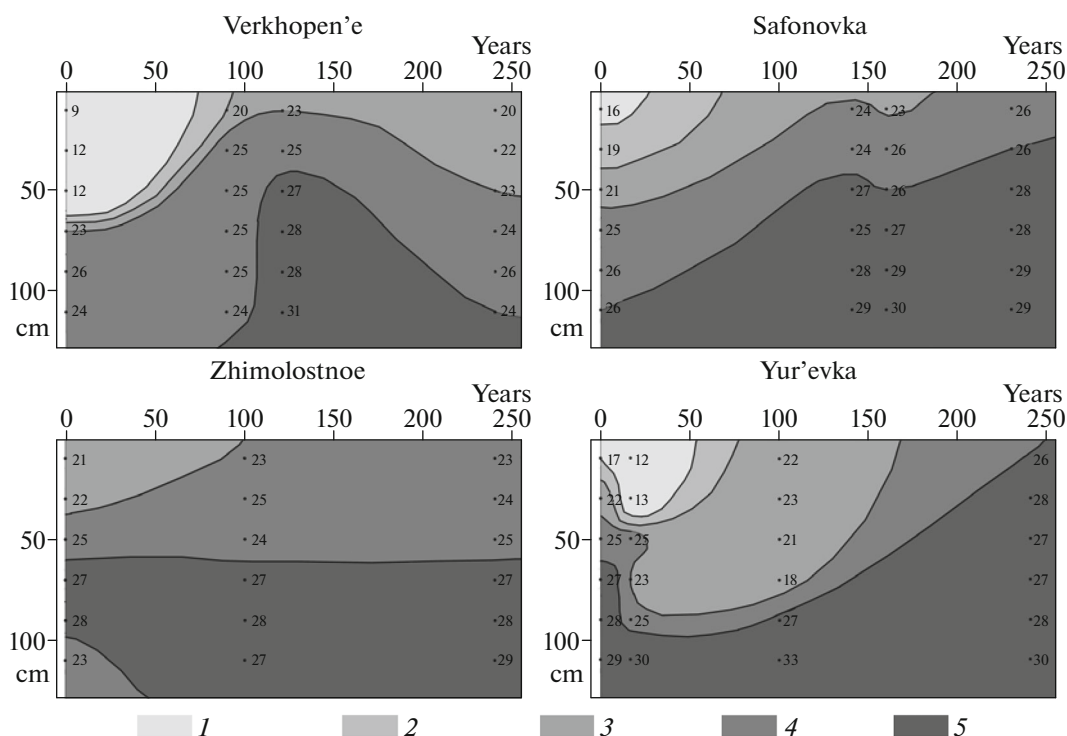 Verkhopen’e
Years
0 50 100 150 200 250
9 20 23 20
12 25 25 22
50
12 25 27 23
23 25 28 24
26 25 28 26
100
24 24 31 24
cm
Safonovka
Years
0 50 100 150 200 250
16 24 23 26
19 24 26 26
50
21 27 26 28
25 25 27 28
26 28 29 29
100
26 29 30 29
cm
Zhimolostnoe
Years
0 50 100 150 200 250
21 23 23
22 25 24
50
25 24 25
27 27 27
28 28 28
100
23 27 29
cm
Yur’evka
Years
0 50 100 150 200 250
17 12 22 26
22 13 23 28
50
25 25 21 27
27 23 18 27
28 25 27 28
100
29 30 33 30
cm
1 2 3 4 5